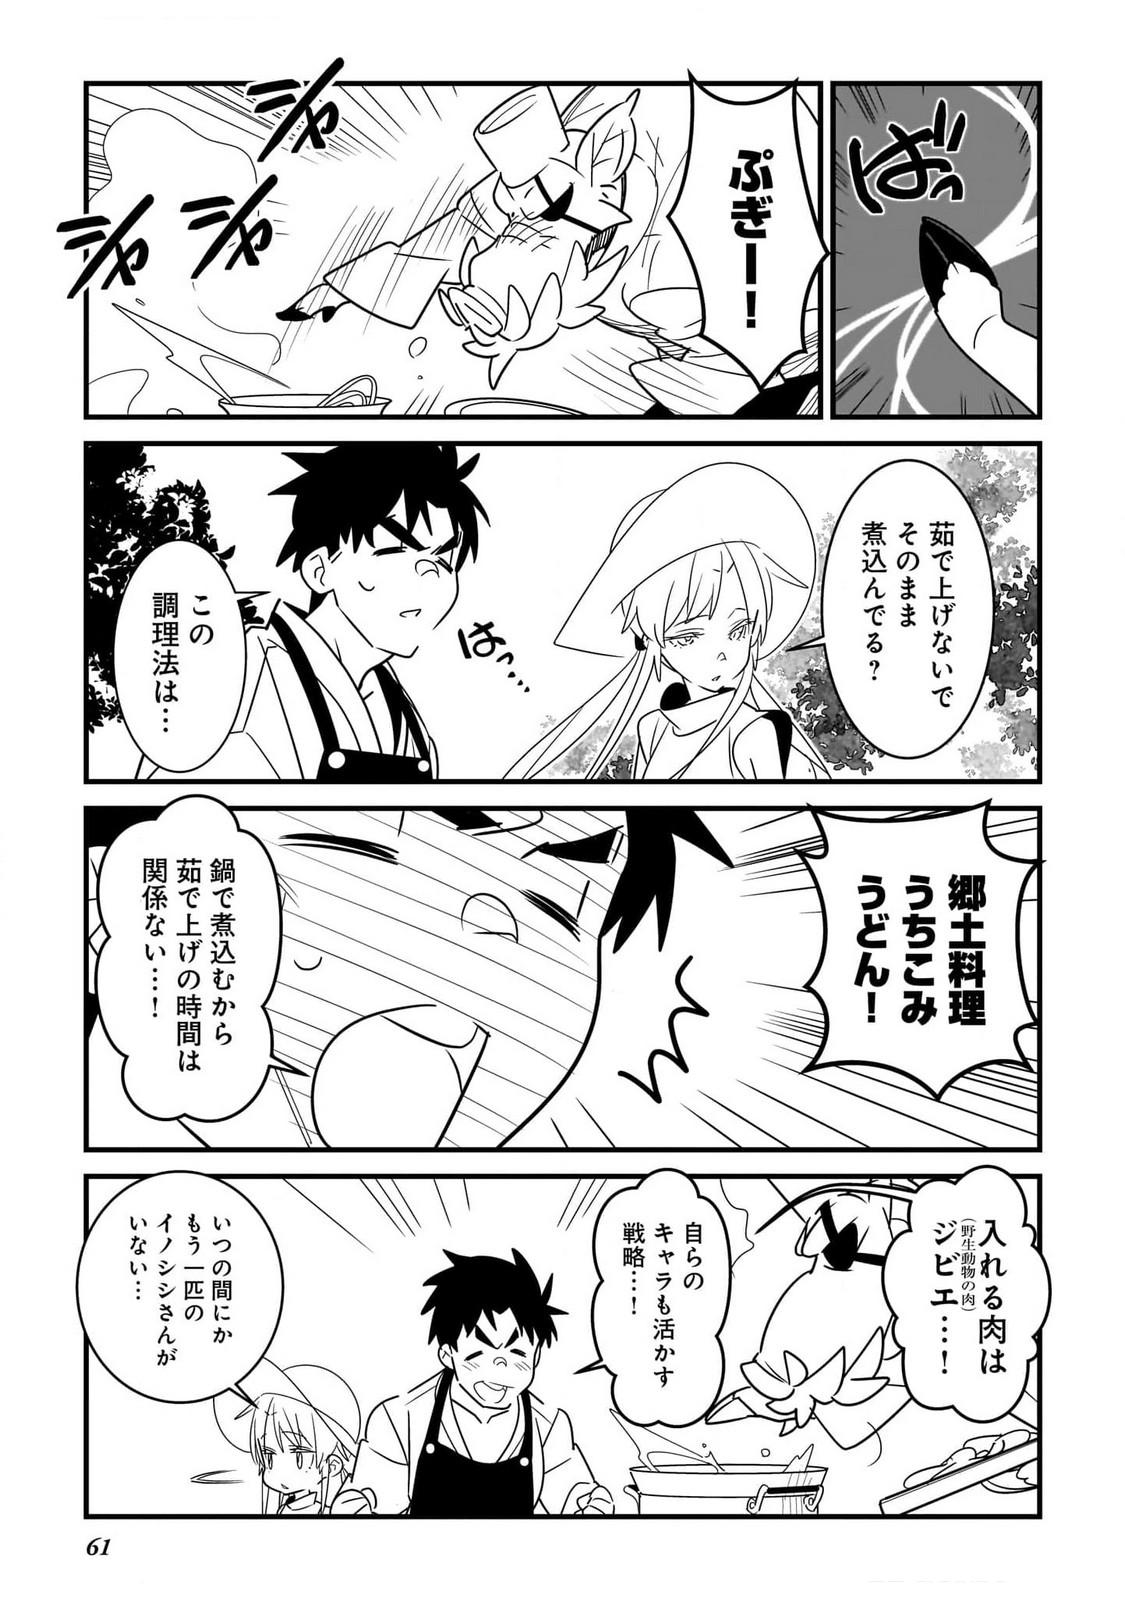 ばっ
ぷぎー!
シャ
シャ
シャ
茹で上げないで
そのまま
煮込んでる?
はっ…
この
調理法は…
郷土料理
うちこみ
うどん!
鍋で煮込むから
茹で上げの時間は
関係ない…!
入れる肉は
ジビエ…!
(野生動物の肉)
自らの
キャラも活かす
戦略…!
いつの間にか
もう一匹の
イノシシさんが
いない…
61